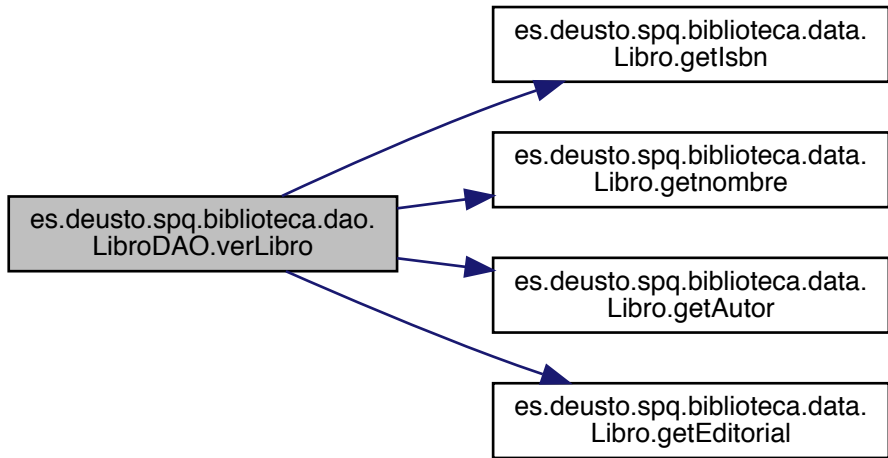 es.deusto.spq.biblioteca.dao.
LibroDAO.verLibro
es.deusto.spq.biblioteca.data.
Libro.getIsbn
es.deusto.spq.biblioteca.data.
Libro.getnombre
es.deusto.spq.biblioteca.data.
Libro.getAutor
es.deusto.spq.biblioteca.data.
Libro.getEditorial